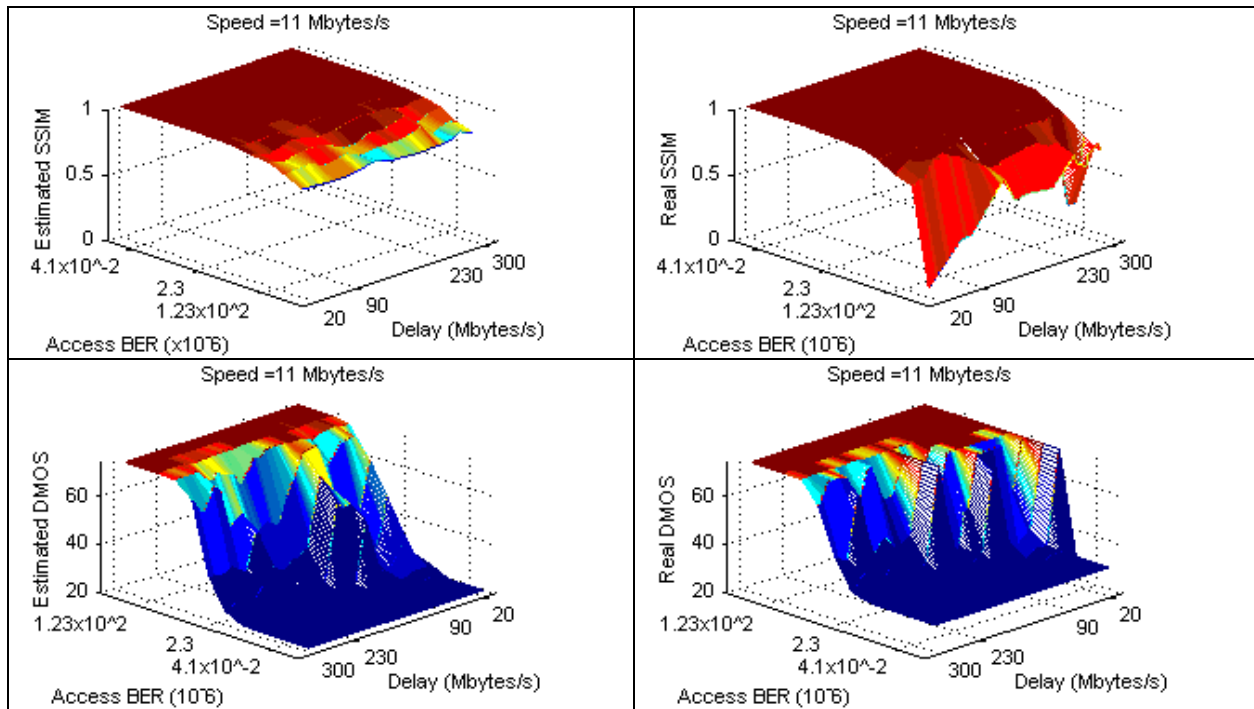 Speed =11 Mbytes/s
Estimated SSIM
1
0.5
0
4.1x10^-2
2.3
1.23x10^2
Access BER (x10˜6)
20
90
230
300
Delay (Mbytes/s)
Speed =11 Mbytes/s
Real SSIM
1
0.5
0
4.1x10^-2
2.3
1.23x10^2
Access BER (10˜6)
20
90
230
300
Delay (Mbytes/s)
Speed =11 Mbytes/s
Estimated DMOS
60
40
20
1.23x10^2
2.3
4.1x10^-2
Access BER (10˜6)
300
230
90
20
Delay (Mbytes/s)
Speed =11 Mbytes/s
Real DMOS
60
40
20
1.23x10^2
2.3
4.1x10^-2
Access BER (10˜6)
300
230
90
20
Delay (Mbytes/s)